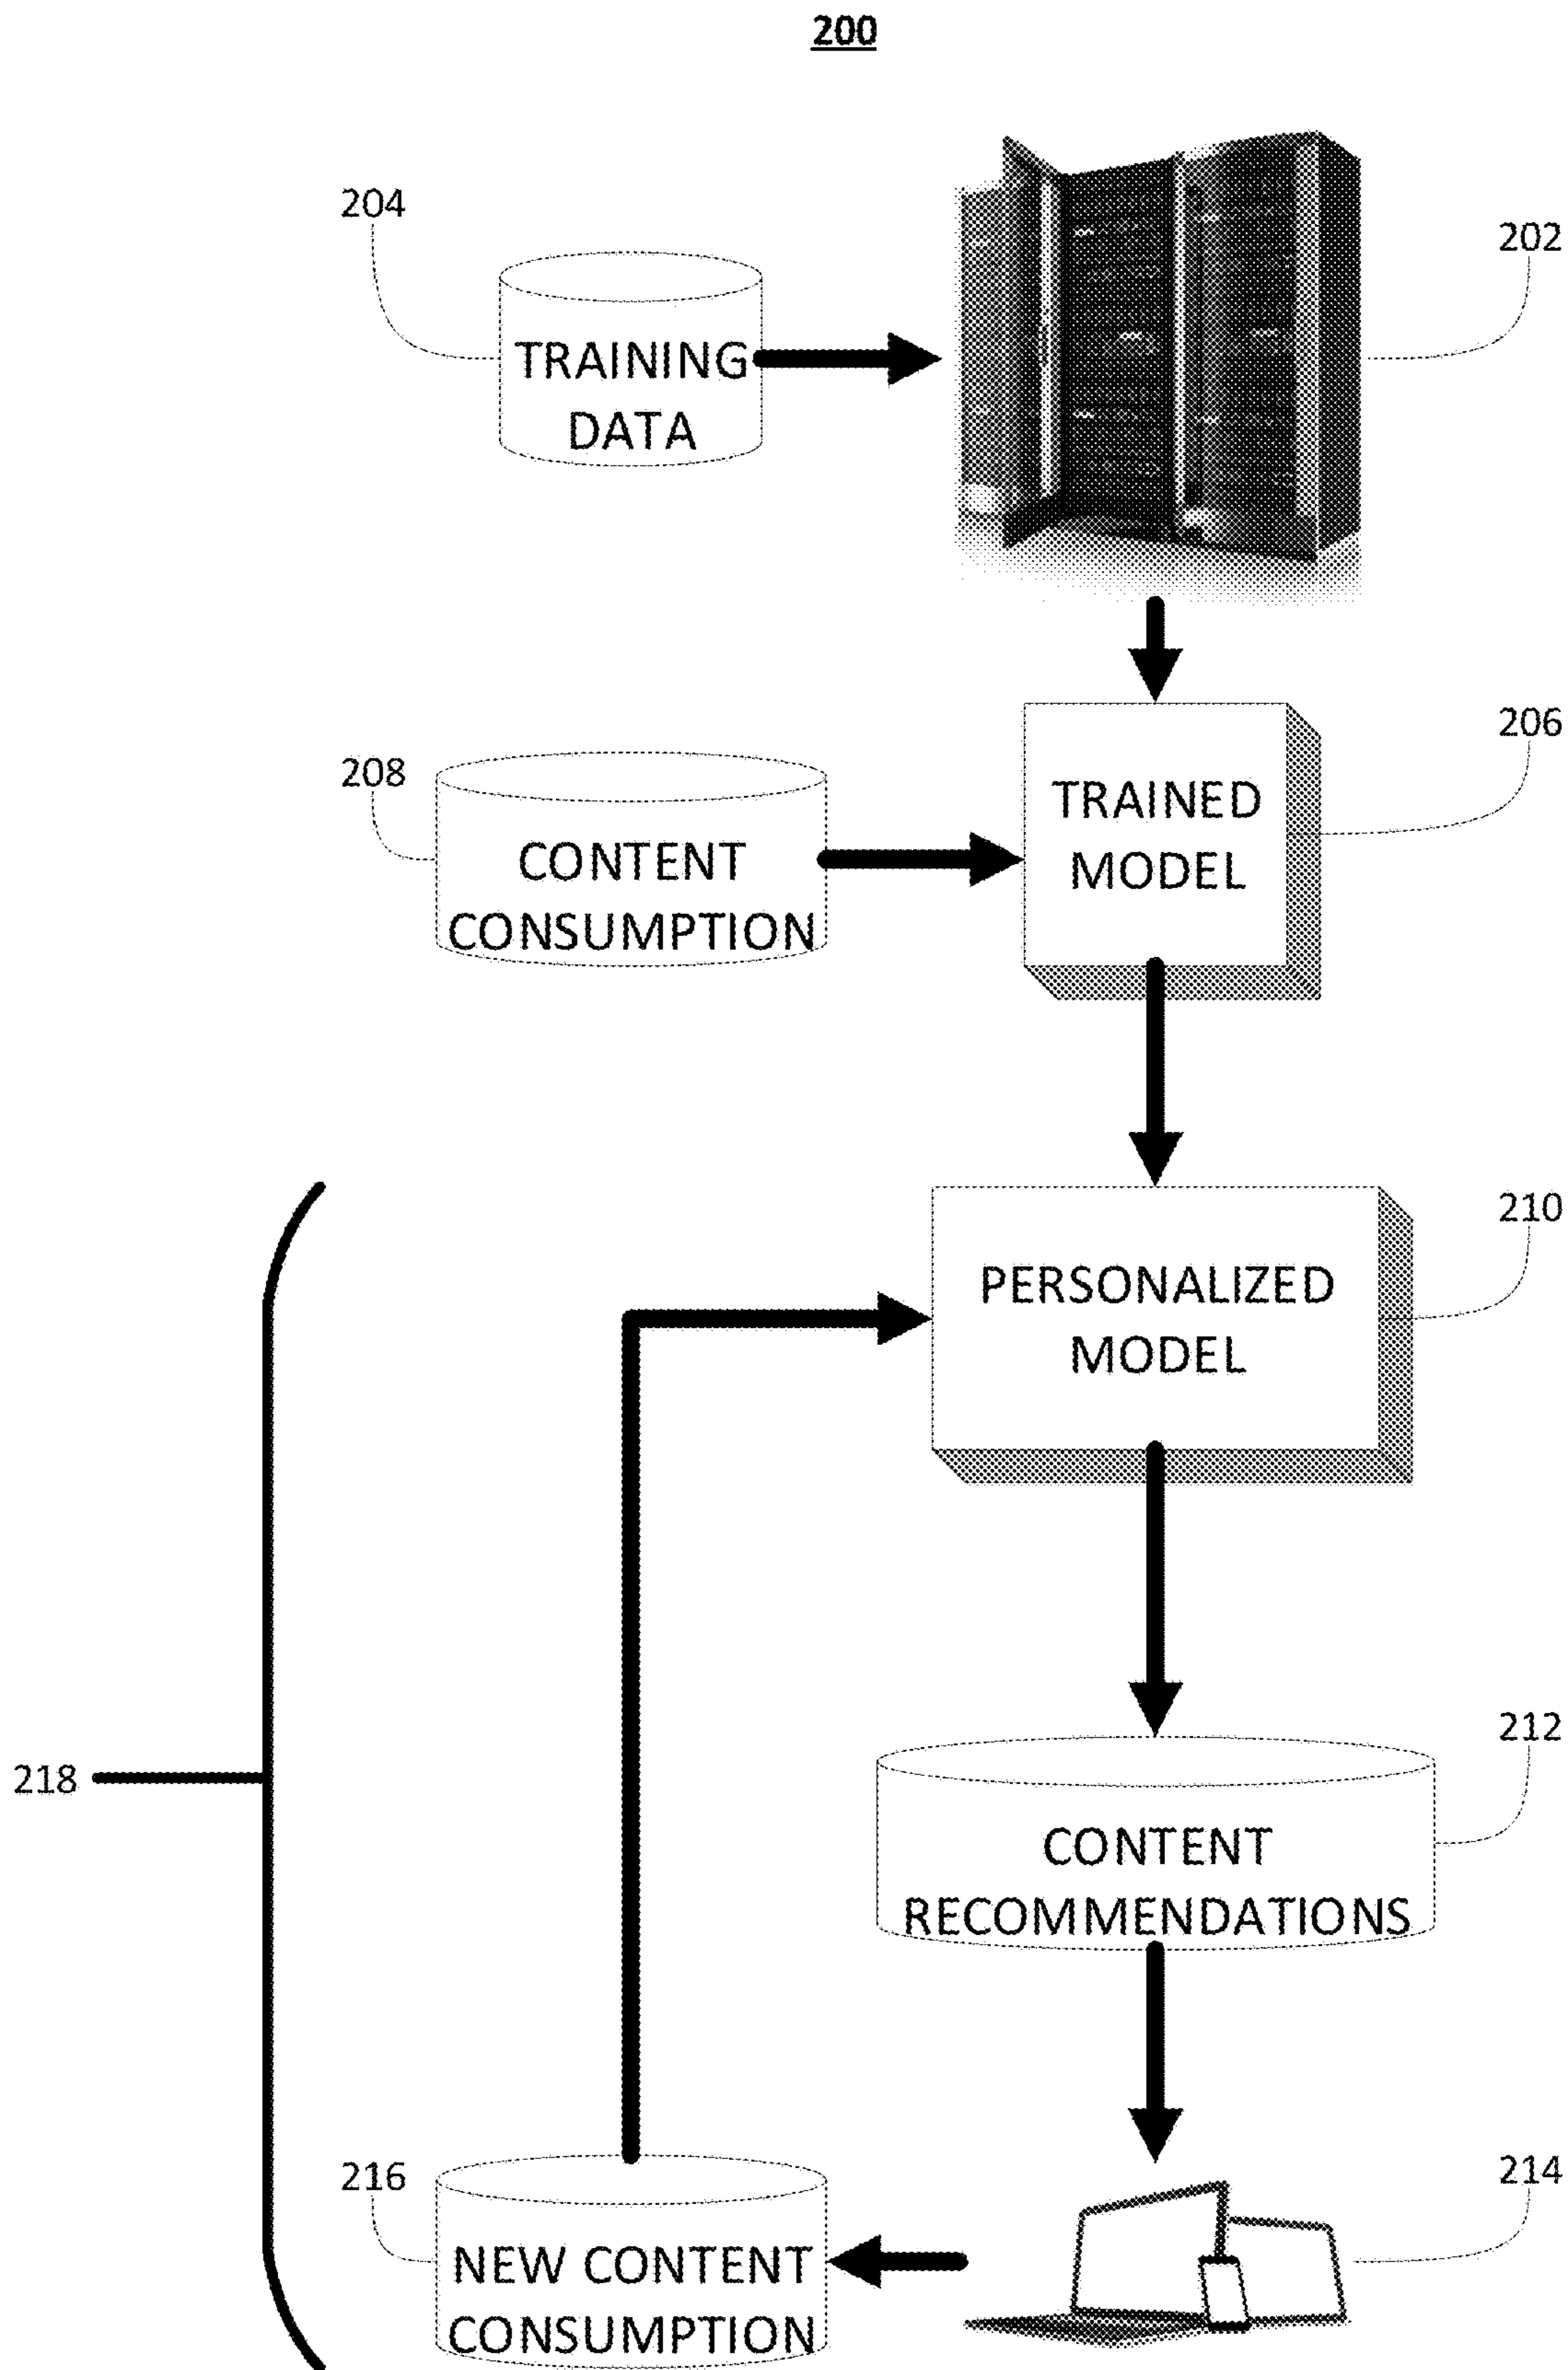 200
204
202
TRAINING
DATA
206
208
TRAINED
MODEL
CONTENT
CONSUMPTION
210
PERSONALIZED
MODEL
212
218
CONTENT
RECOMMENDATIONS
216
214
NEW CONTENT
CONSUMPTION